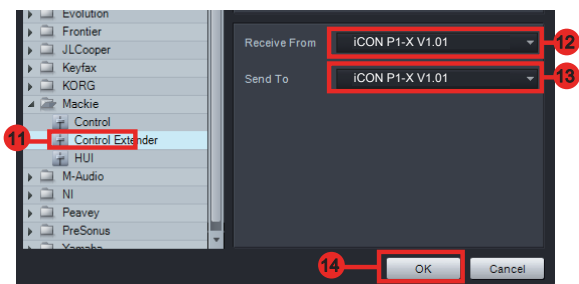 Evolution
Frontier
JLCooper
Keyfax
KORG
Mackie
Control
11
Control Extender
HUI
M-Audio
NI
Peavey
PreSonus
Yamaha
Receive From
iCON P1-X V1.01
12
Send To
iCON P1-X V1.01
13
14
OK
Cancel